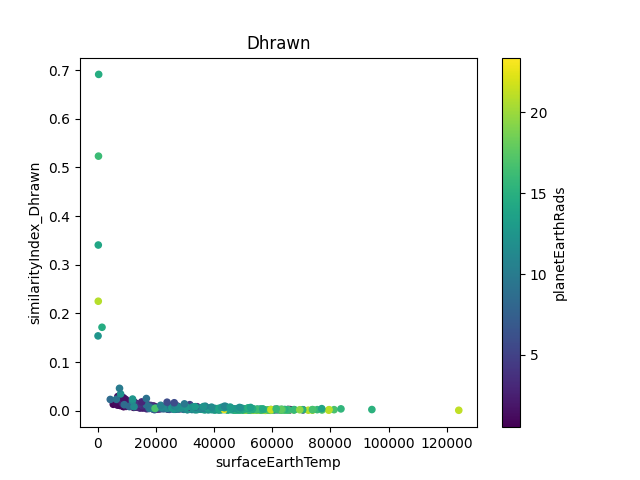 Dhrawn
0.7
0.6
0.5
0.4
0.3
0.2
0.1
0.0
similarityIndex_Dhrawn
0 20000 40000 60000 80000 100000 120000
surfaceEarthTemp
20
15
10
5
planetEarthRads